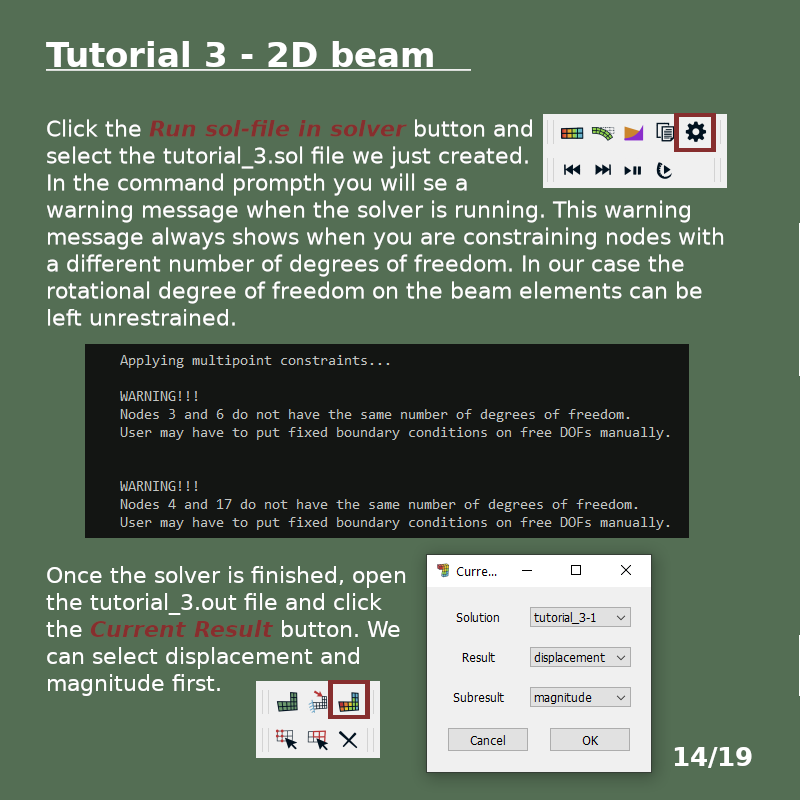 Tutorial 3 - 2D beam
Click the Run sol-file in solver button and
select the tutorial_3.sol file we just created.
In the command prompth you will se a
warning message when the solver is running. This warning
message always shows when you are constraining nodes with
a different number of degrees of freedom. In our case the
rotational degree of freedom on the beam elements can be
left unrestrained.
Applying multipoint constraints...
WARNING!!!
Nodes 3 and 6 do not have the same number of degrees of freedom.
User may have to put fixed boundary conditions on free DOFs manually.
WARNING!!!
Nodes 4 and 17 do not have the same number of degrees of freedom.
User may have to put fixed boundary conditions on free DOFs manually.
Once the solver is finished, open
the tutorial_3.out file and click
the Current Result button. We
can select displacement and
magnitude first.
Curre...
Solution tutorial_3-1
Result displacement
Subresult magnitude
Cancel OK
14/19